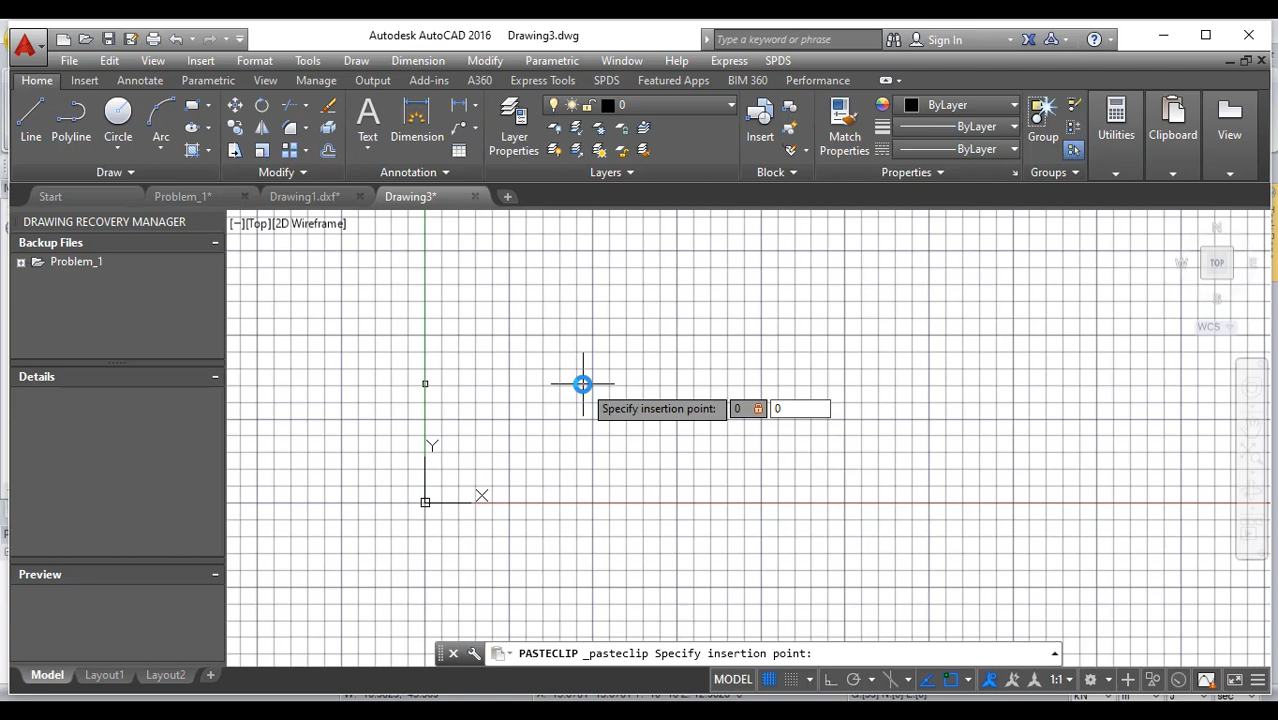 Autodesk AutoCAD 2016 Drawing3.dwg
Type a keyword or phrase
Sign In
File Edit View Insert Format Tools Draw Dimension Modify Parametric Window Help Express SPDS
Home Insert Annotate Parametric View Manage Output Add-ins A360 Express Tools SPDS Featured Apps BIM 360 Performance
Line Polyline Circle Arc
Draw
Modify
Text Dimension
Annotation
Layer Properties
0
Layers
Insert
Block
Match Properties
ByLayer
ByLayer
ByLayer
Properties
Group
Groups
Utilities
Clipboard
View
Start Problem_1* Drawing1.dxf* Drawing3*
DRAWING RECOVERY MANAGER
Backup Files
Problem_1
Details
Preview
[−][Top][2D Wireframe]
N
W TOP E
S
WCS
Specify insertion point: 0 0
Y
X
PASTECLIP _pasteclip Specify insertion point:
Model Layout1 Layout2
MODEL 1:1